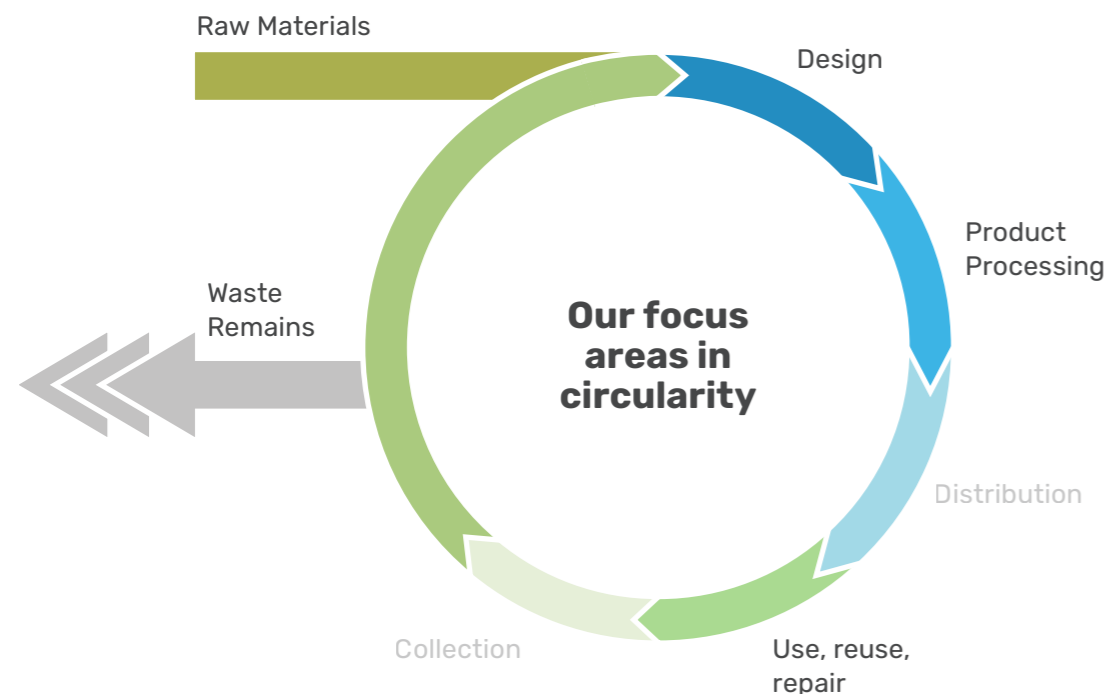 Raw Materials
Design
Product
Processing
Waste
Remains
Our focus
areas in
circularity
Distribution
Collection
Use, reuse,
repair